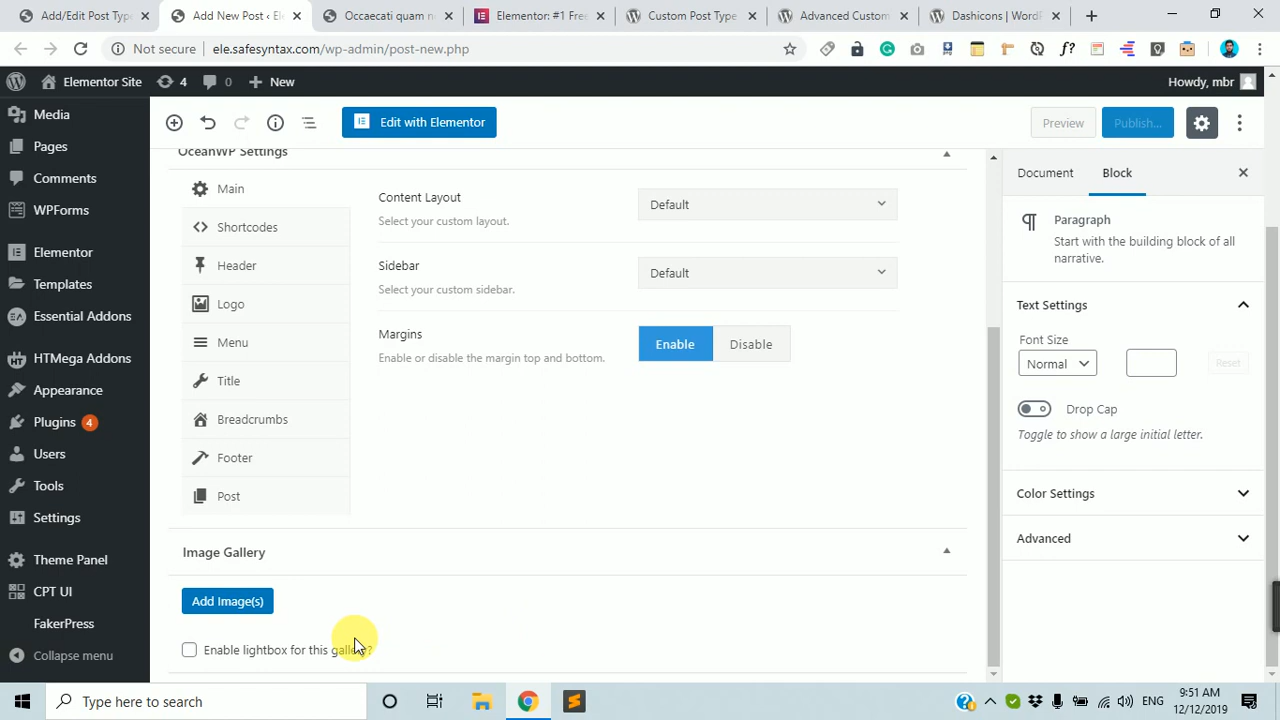 Add/Edit Post Types
Add New Post ‹ E
Occaecati quam n
Elementor: #1 Free
Custom Post Type
Advanced Custom
Dashicons | WordP
Not secure
ele.safesyntax.com/wp-admin/post-new.php
Elementor Site
4
0
New
Howdy, mbr
Media
Pages
Comments
WPForms
Elementor
Templates
Essential Addons
HTMega Addons
Appearance
Plugins 4
Users
Tools
Settings
Theme Panel
CPT UI
FakerPress
Collapse menu
Edit with Elementor
Preview
Publish...
OceanWP Settings
Main
Shortcodes
Header
Logo
Menu
Title
Breadcrumbs
Footer
Post
Content Layout
Select your custom layout.
Default
Sidebar
Select your custom sidebar.
Default
Margins
Enable or disable the margin top and bottom.
Enable
Disable
Image Gallery
Add Image(s)
Enable lightbox for this gallery?
Document
Block
Paragraph
Start with the building block of all
narrative.
Text Settings
Font Size
Normal
Reset
Drop Cap
Toggle to show a large initial letter.
Color Settings
Advanced
Type here to search
ENG
9:51 AM
12/12/2019